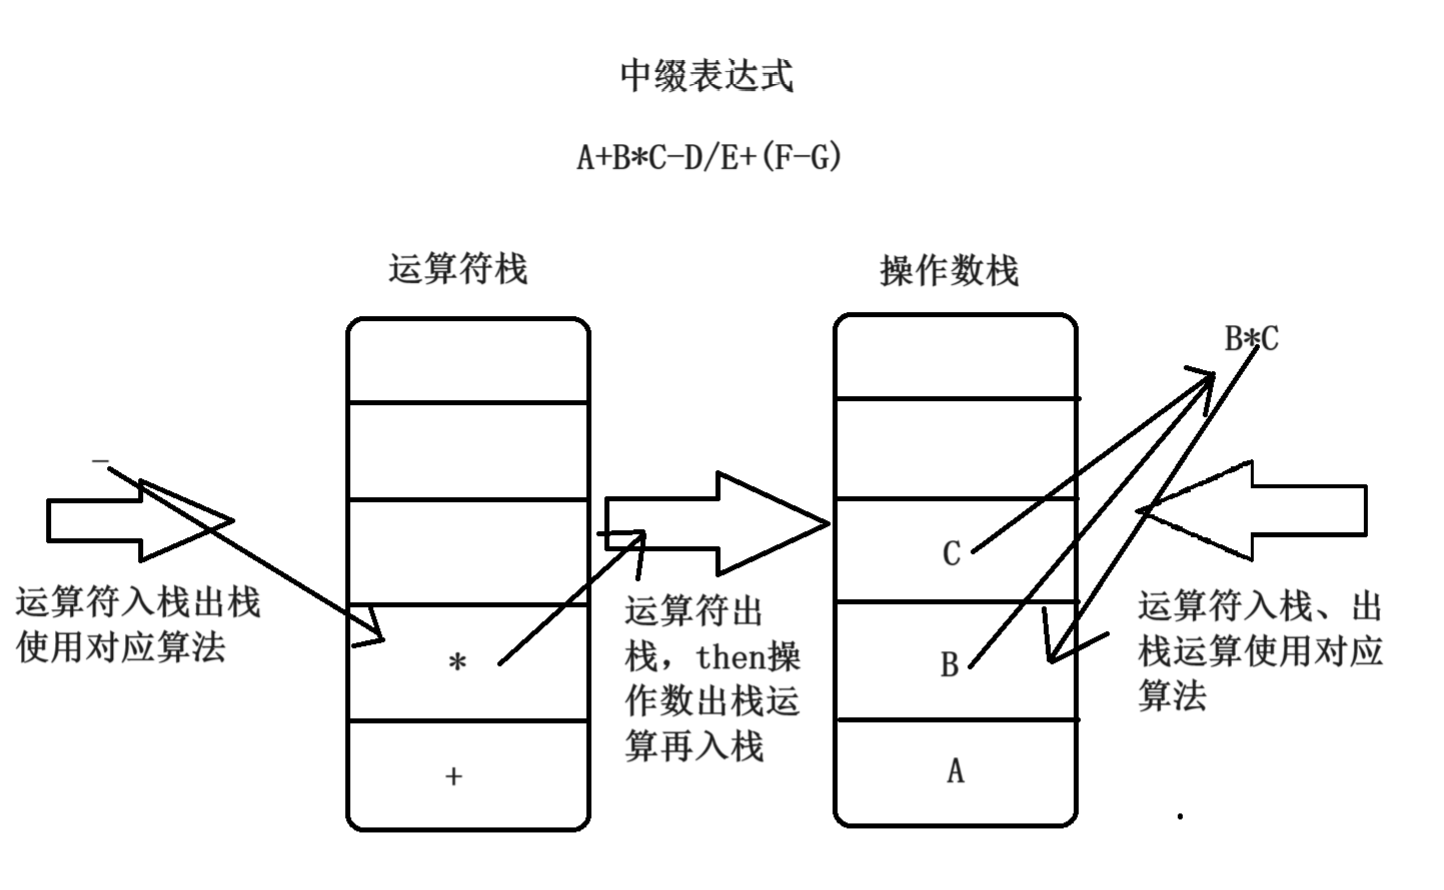 中缀表达式
A+B*C-D/E+(F-G)
运算符栈
操作数栈
B*C
-
C
运算符入栈出栈
使用对应算法
*
运算符出
栈，then操
作数出栈运
算再入栈
B
运算符入栈、出
栈运算使用对应
算法
+
A